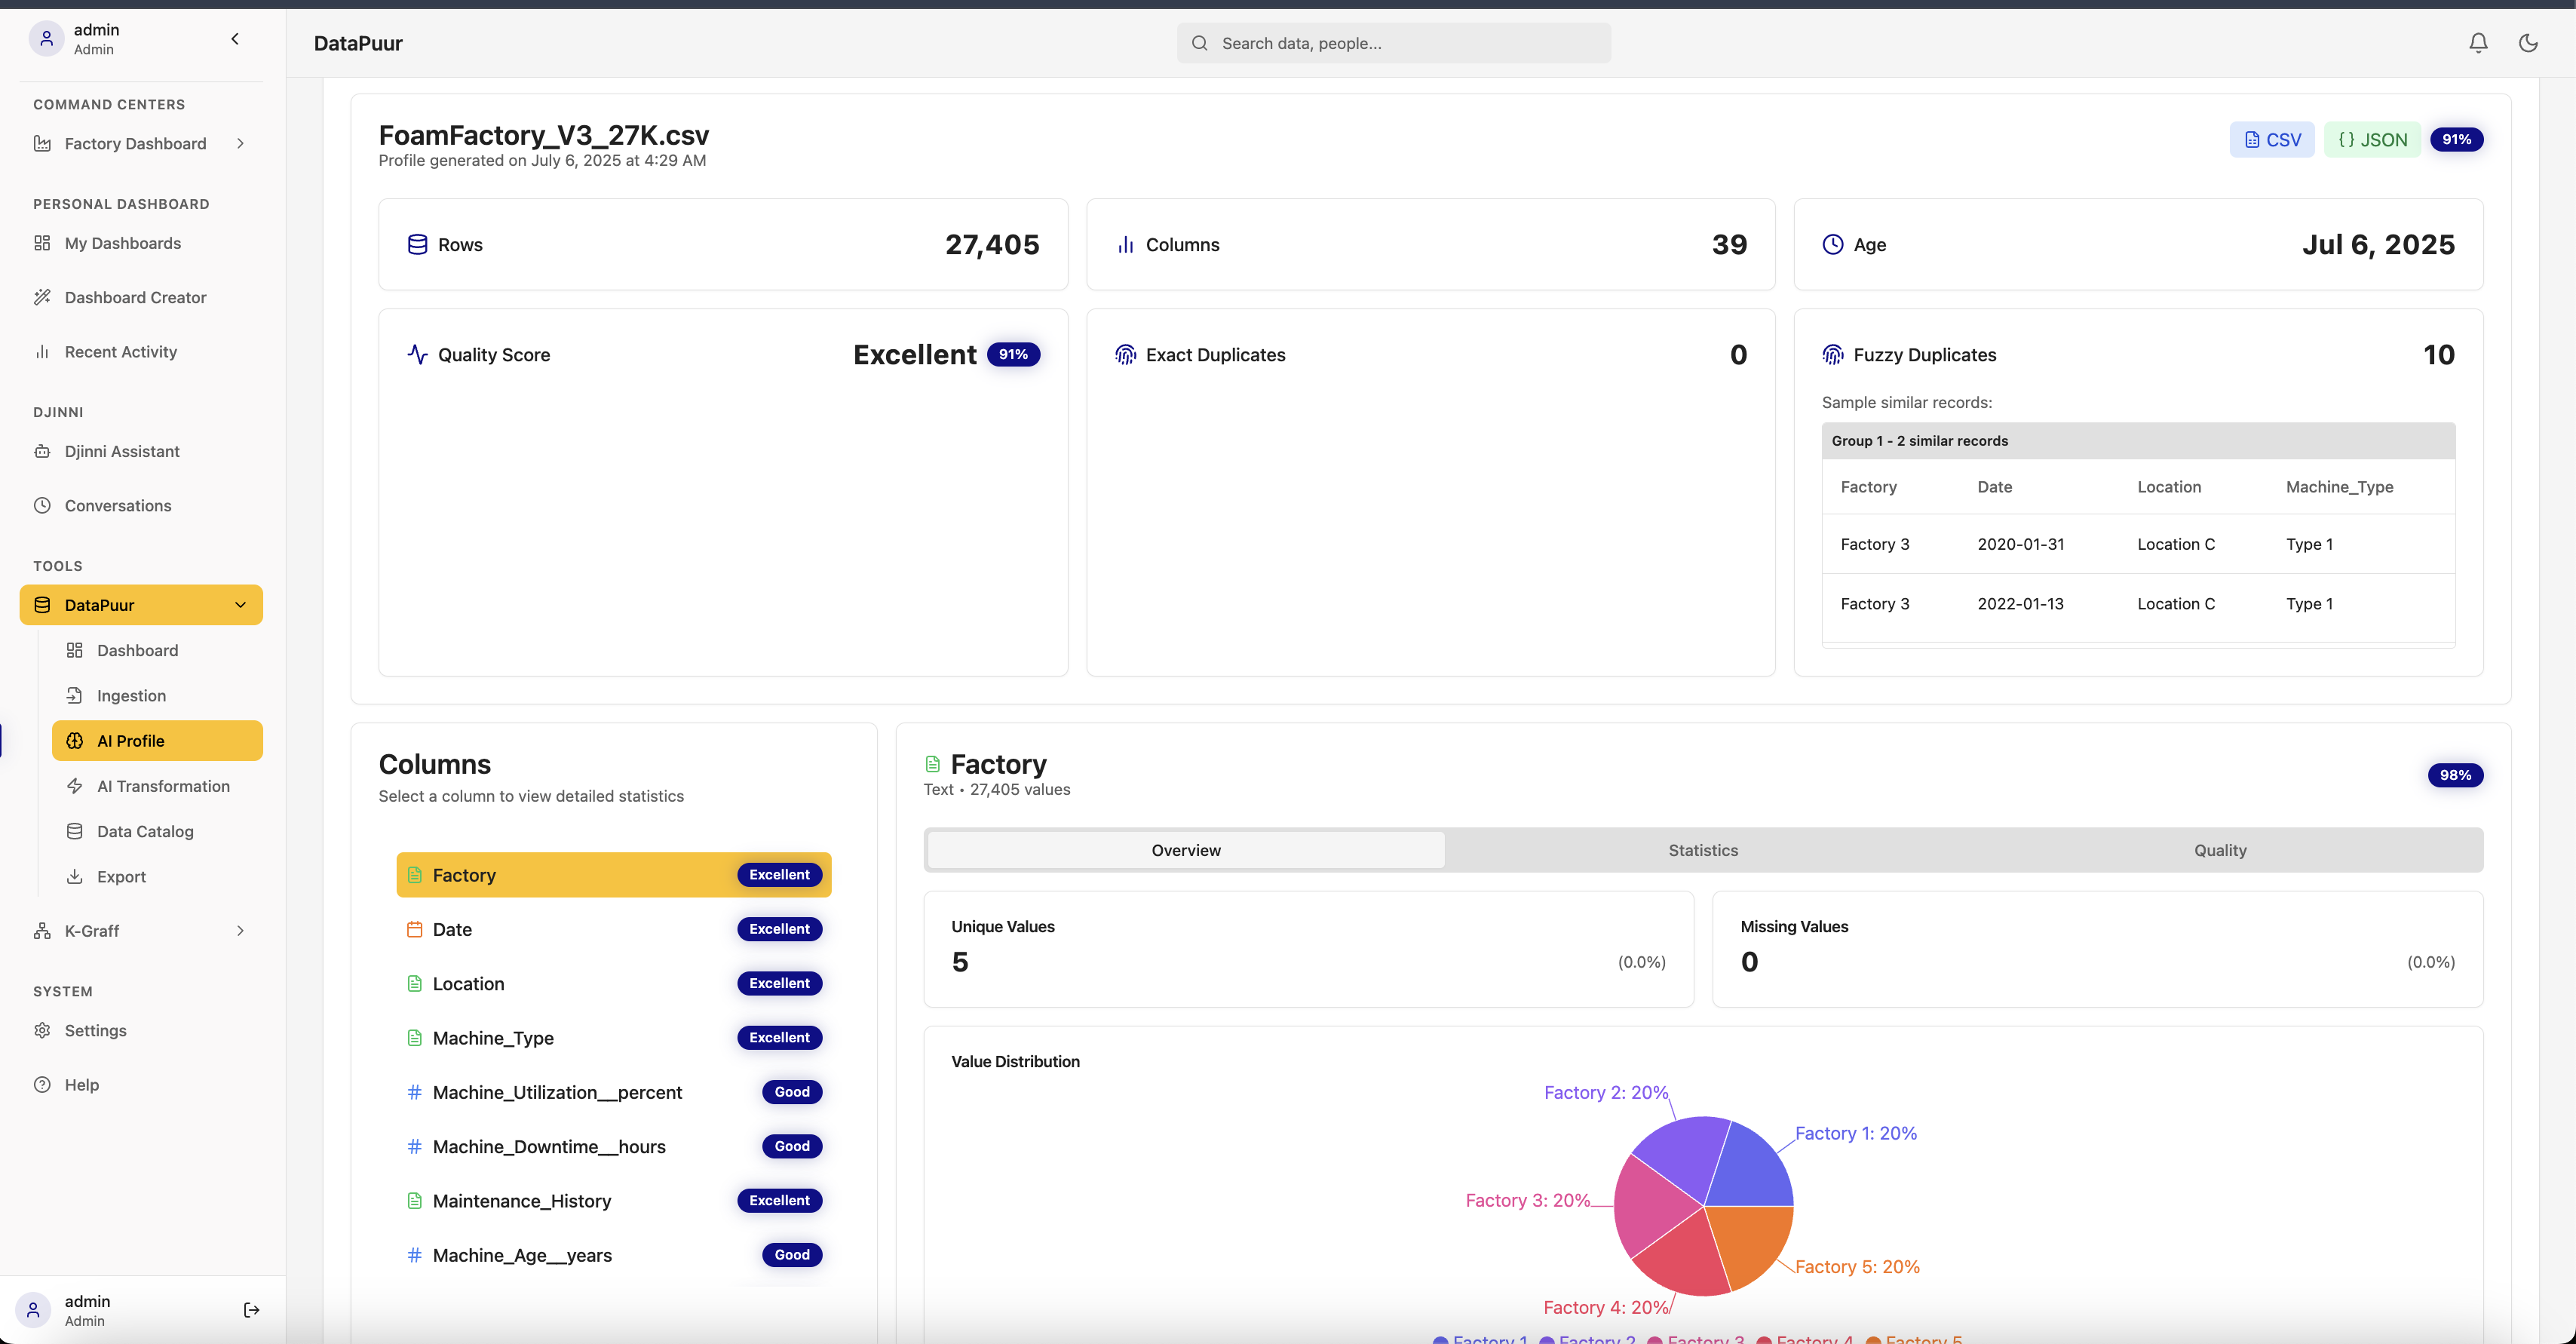 admin
Admin
COMMAND CENTERS
Factory Dashboard
PERSONAL DASHBOARD
My Dashboards
Dashboard Creator
Recent Activity
DJINNI
Djinni Assistant
Conversations
TOOLS
DataPuur
Dashboard
Ingestion
AI Profile
AI Transformation
Data Catalog
Export
K-Graff
SYSTEM
Settings
Help
admin
Admin
DataPuur
Search data, people...
FoamFactory_V3_27K.csv
Profile generated on July 6, 2025 at 4:29 AM
CSV
{ } JSON
91%
Rows 27,405
Columns 39
Age Jul 6, 2025
Quality Score Excellent 91%
Exact Duplicates 0
Fuzzy Duplicates 10
Sample similar records:
Group 1 - 2 similar records
Factory Date Location Machine_Type
Factory 3 2020-01-31 Location C Type 1
Factory 3 2022-01-13 Location C Type 1
Columns
Select a column to view detailed statistics
Factory Excellent
Date Excellent
Location Excellent
Machine_Type Excellent
# Machine_Utilization__percent Good
# Machine_Downtime__hours Good
Maintenance_History Excellent
# Machine_Age__years Good
Factory
Text • 27,405 values
98%
Overview Statistics Quality
Unique Values
5 (0.0%)
Missing Values
0 (0.0%)
Value Distribution
Factory 2: 20%
Factory 1: 20%
Factory 3: 20%
Factory 5: 20%
Factory 4: 20%
Factory 1 Factory 2 Factory 3 Factory 4 Factory 5